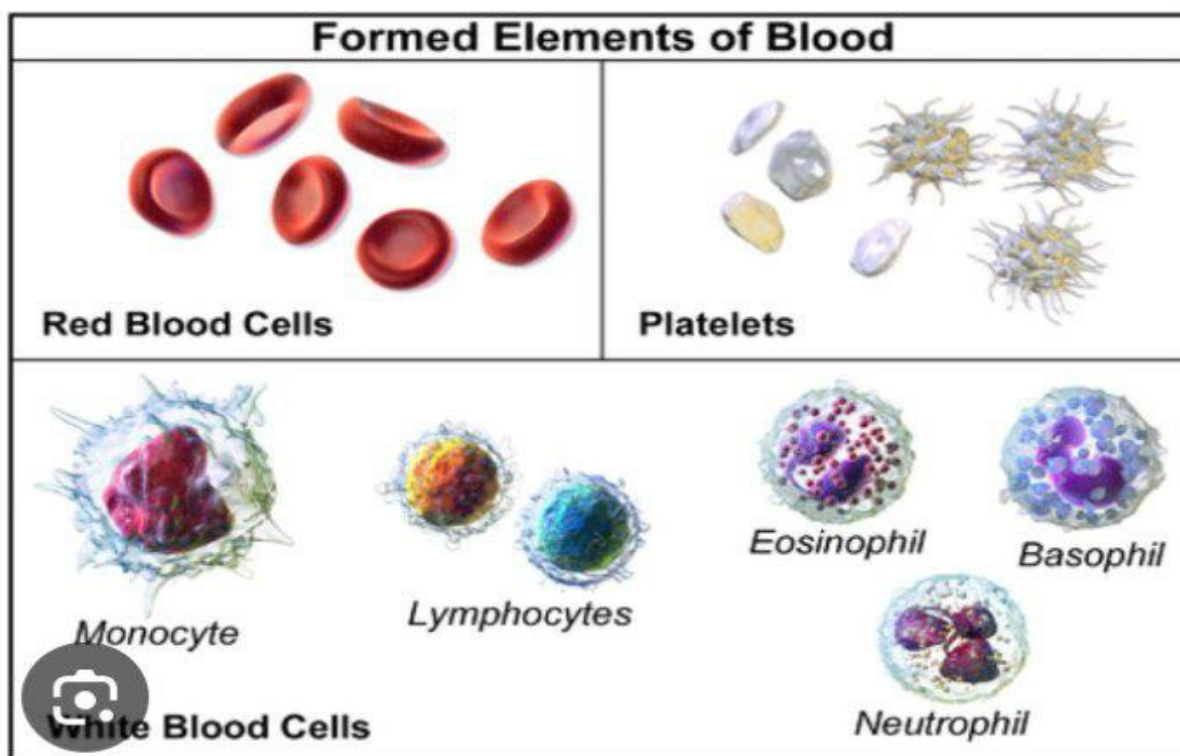 Formed Elements of Blood
Red Blood Cells
Platelets
Monocyte
Lymphocytes
Eosinophil
Basophil
Neutrophil
White Blood Cells